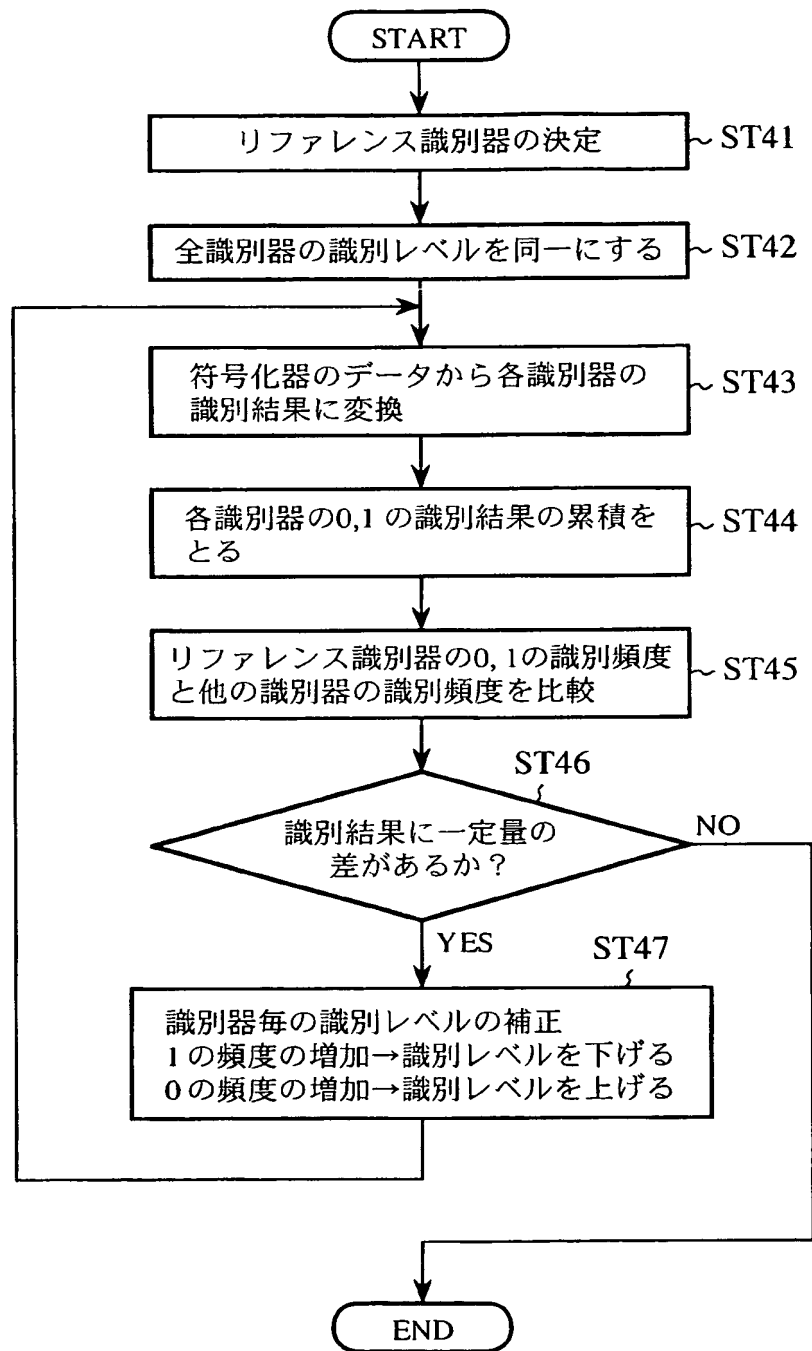 START
リファレンス識別器の決定
ST41
全識別器の識別レベルを同一にする
ST42
符号化器のデータから各識別器の
識別結果に変換
ST43
各識別器の0,1 の識別結果の累積を
とる
ST44
リファレンス識別器の0,1の識別頻度
と他の識別器の識別頻度を比較
ST45
ST46
識別結果に一定量の
差があるか？
NO
YES
ST47
識別器毎の識別レベルの補正
1の頻度の増加→識別レベルを下げる
0の頻度の増加→識別レベルを上げる
END